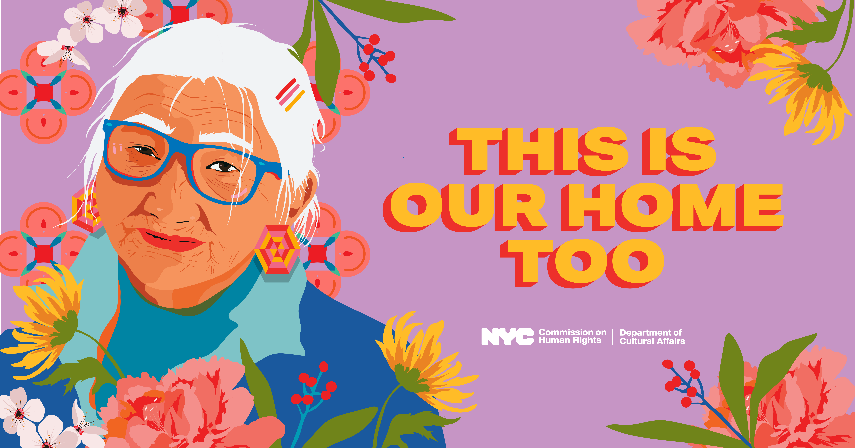 THIS IS
OUR HOME
TOO
NYC Commission on Human Rights | Department of Cultural Affairs